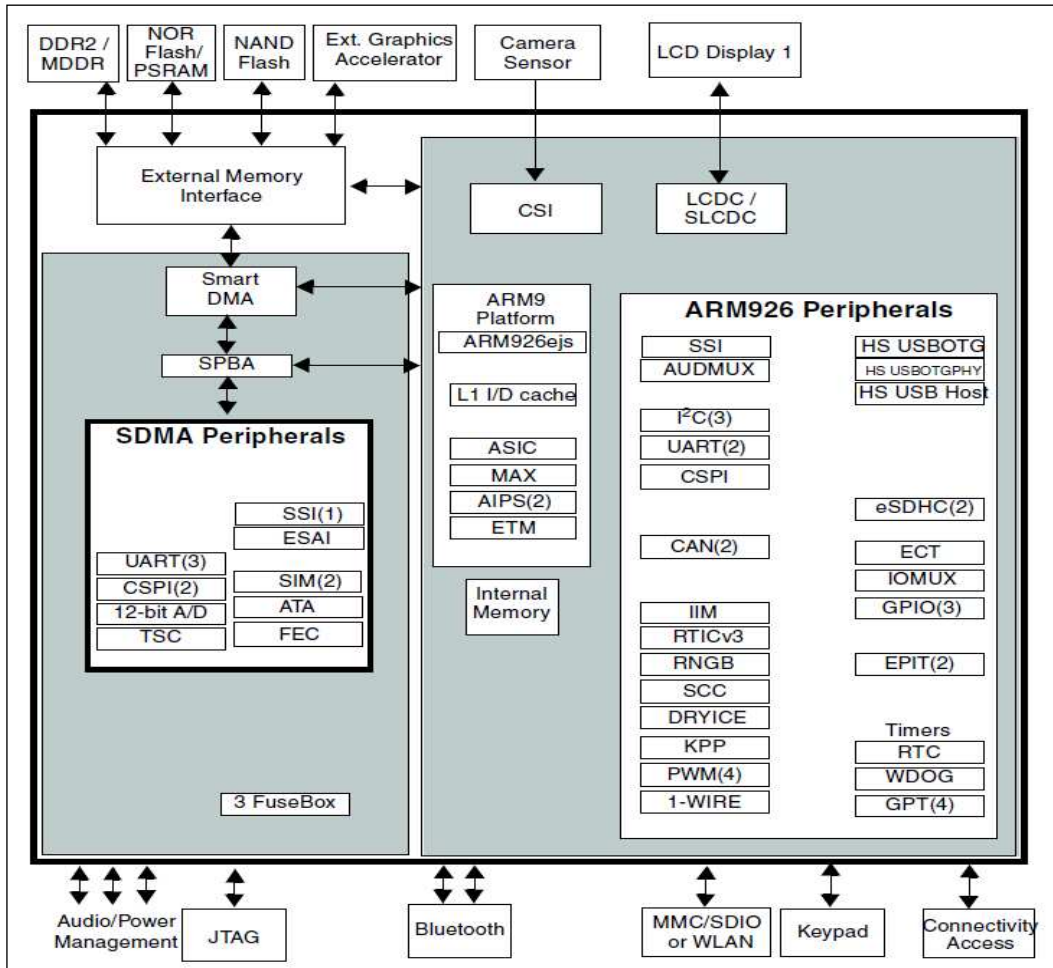 DDR2 /
MDDR
NOR
Flash/
PSRAM
NAND
Flash
Ext. Graphics
Accelerator
Camera
Sensor
LCD Display 1
External Memory
Interface
CSI
LCDC /
SLCDC
Smart
DMA
SPBA
SDMA Peripherals
SSI(1)
ESAI
UART(3)
CSPI(2)
12-bit A/D
TSC
SIM(2)
ATA
FEC
3 FuseBox
ARM9
Platform
ARM926ejs
L1 I/D cache
ASIC
MAX
AIPS(2)
ETM
Internal
Memory
ARM926 Peripherals
SSI
AUDMUX
I²C(3)
UART(2)
CSPI
CAN(2)
IIM
RTICv3
RNGB
SCC
DRYICE
KPP
PWM(4)
1-WIRE
HS USBOTG
HS USBOTGPHY
HS USB Host
eSDHC(2)
ECT
IOMUX
GPIO(3)
EPIT(2)
Timers
RTC
WDOG
GPT(4)
Audio/Power
Management
JTAG
Bluetooth
MMC/SDIO
or WLAN
Keypad
Connectivity
Access